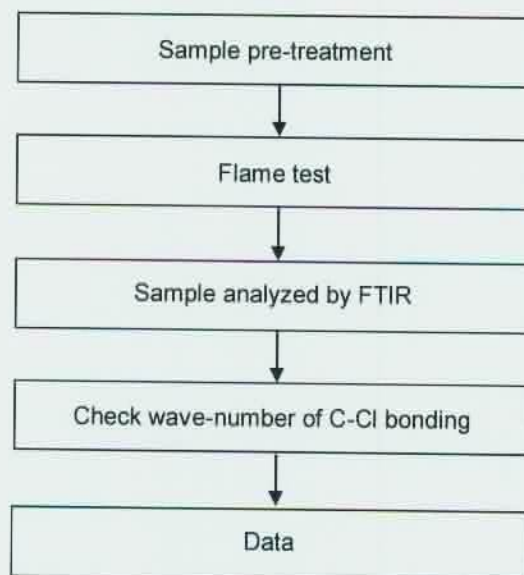 Sample pre-treatment
Flame test
Sample analyzed by FTIR
Check wave-number of C-Cl bonding
Data